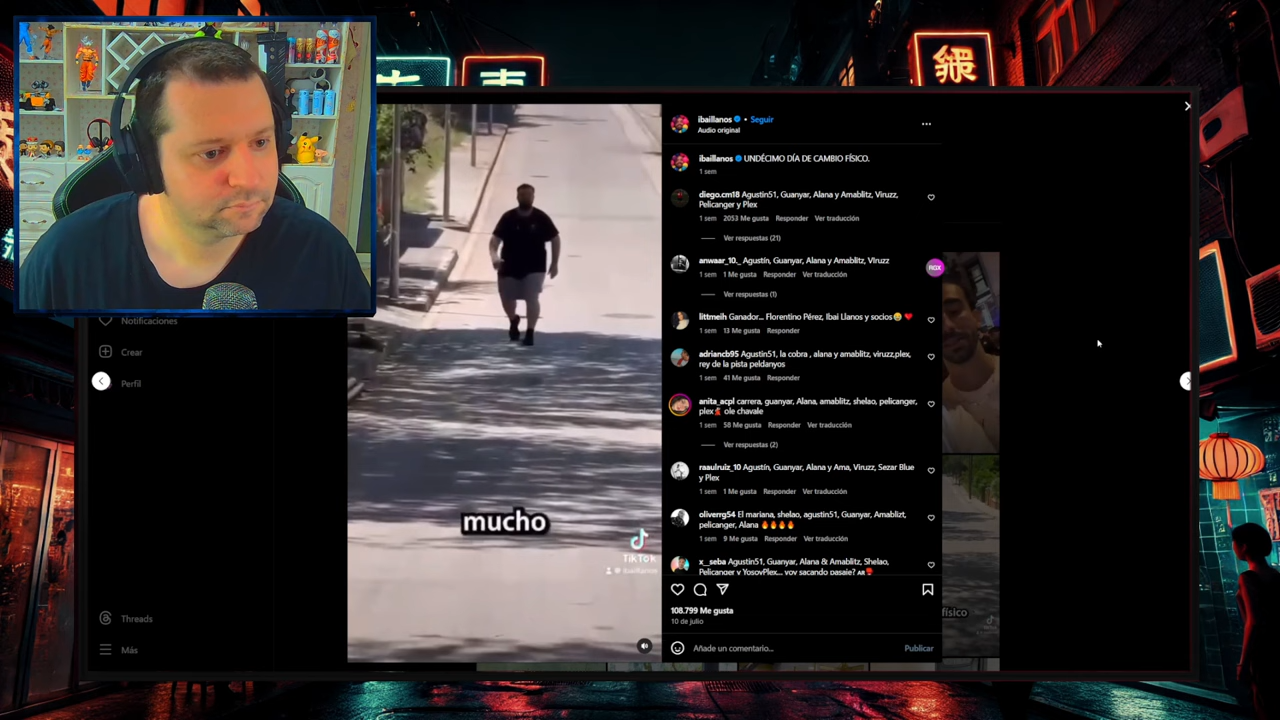 ibaillanos • Seguir
Audio original
ibaillanos UNDÉCIMO DÍA DE CAMBIO FÍSICO.
1 sem
diego.cm18 Agustin51, Guanyar, Alana y Amablitz, Viruzz,
Pelicanger y Plex
1 sem 2053 Me gusta Responder Ver traducción
Ver respuestas (21)
anwaar_10._ Agustín, Guanyar, Alana y Amablitz, VIruzz
1 sem 1 Me gusta Responder Ver traducción
Ver respuestas (1)
littmeih Ganador... Florentino Pérez, Ibai Llanos y socios
1 sem 13 Me gusta Responder
adriancb95 Agustin51, la cobra , alana y amablitz, viruzz,plex,
rey de la pista peldanyos
1 sem 41 Me gusta Responder
anita_acpl carrera, guanyar, Alana, amablitz, shelao, pelicanger,
plex ole chavale
1 sem 58 Me gusta Responder Ver traducción
Ver respuestas (2)
raaulruiz_10 Agustín, Guanyar, Alana y Ama, Viruzz, Sezar Blue
y Plex
1 sem 1 Me gusta Responder Ver traducción
oliverrg54 El mariana, shelao, agustin51, Guanyar, Amablizt,
pelicanger, Alana
1 sem 9 Me gusta Responder Ver traducción
x__seba Agustin51, Guanyar, Alana & Amablitz, Shelao,
Pelicanger y YosoyPlex... voy sacando pasaje? AR
108.799 Me gusta
10 de julio
Añade un comentario...
Publicar
Notificaciones
Crear
Perfil
Threads
Más
mucho
TikTok
RGX
físico